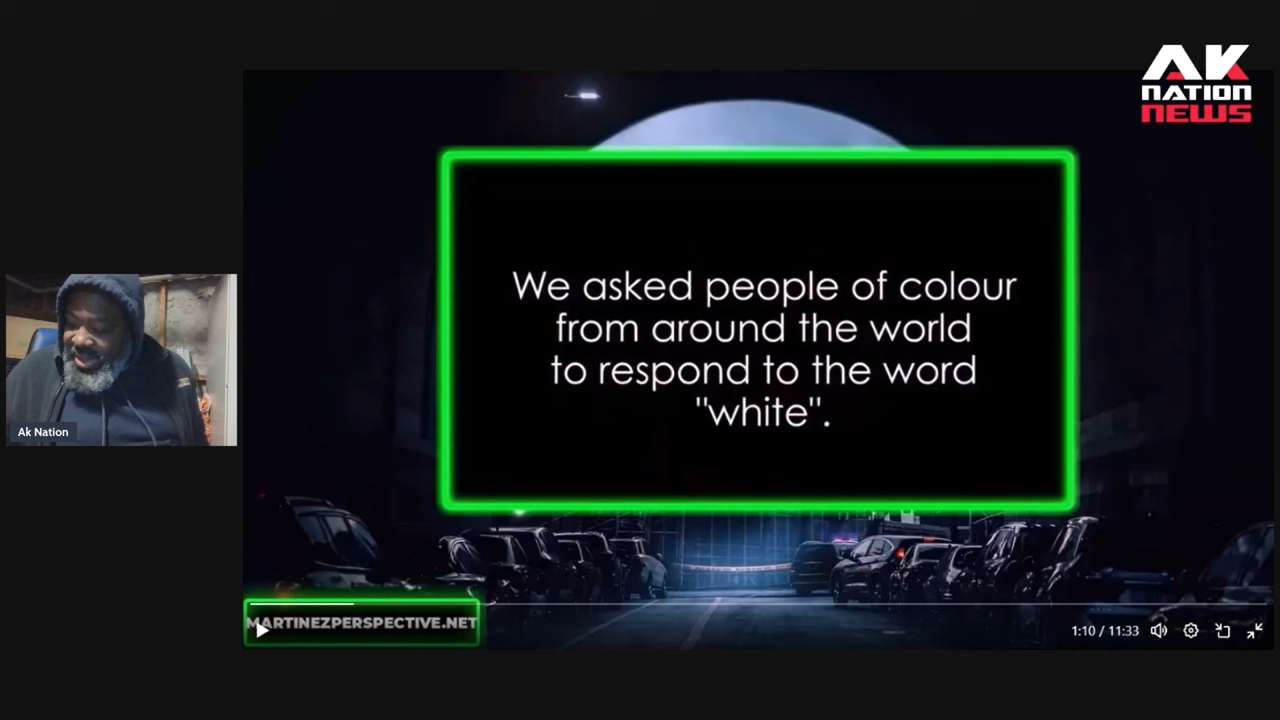 AK
NATION
NEWS
We asked people of colour
from around the world
to respond to the word
"white".
Ak Nation
MARTINEZPERSPECTIVE.NET
1:10 / 11:33